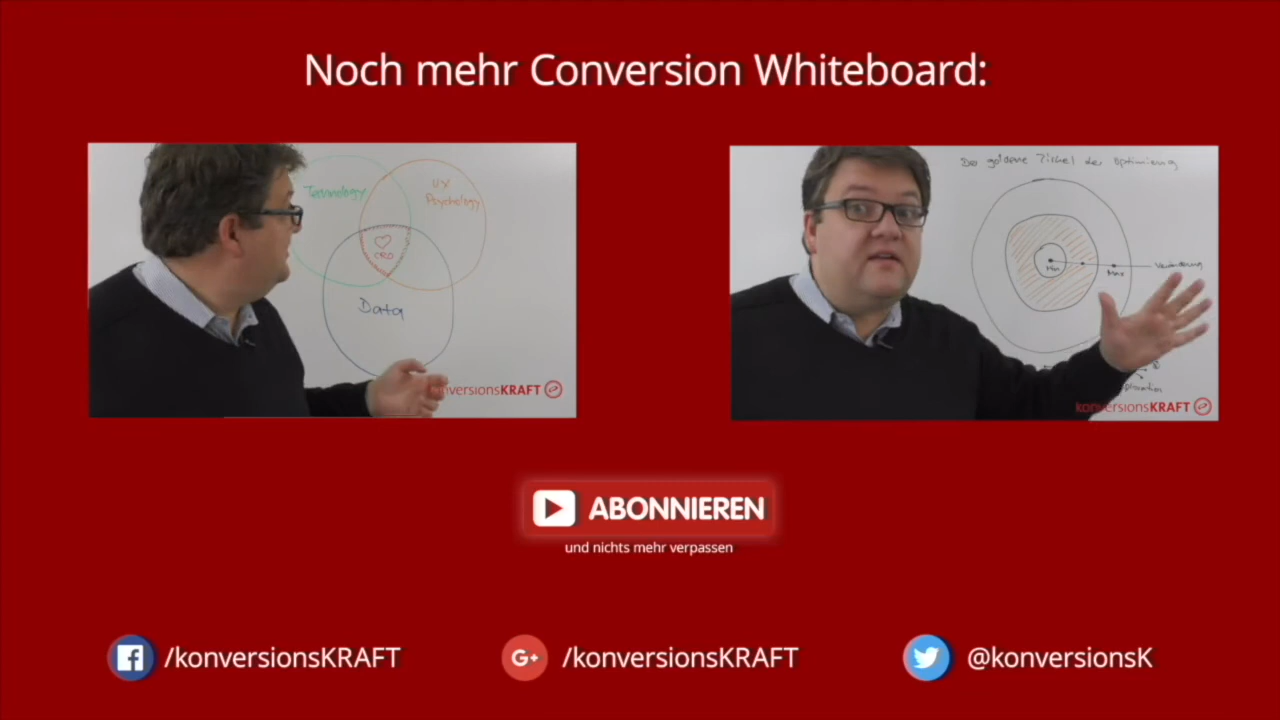 Noch mehr Conversion Whiteboard:
Technology
UX
Psychology
CRO
Data
konversionsKRAFT
Der goldene Zirkel der Optimierung
Min
Max
Veränderung
konversionsKRAFT
ABONNIEREN
und nichts mehr verpassen
/konversionsKRAFT
G+
/konversionsKRAFT
@konversionsK